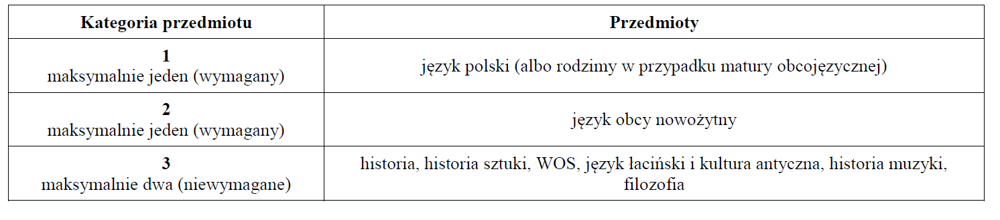 Kategoria przedmiotu
Przedmioty
1
maksymalnie jeden (wymagany)
język polski (albo rodzimy w przypadku matury obcojęzycznej)
2
maksymalnie jeden (wymagany)
język obcy nowożytny
3
maksymalnie dwa (niewymagane)
historia, historia sztuki, WOS, język łaciński i kultura antyczna, historia muzyki,
filozofia